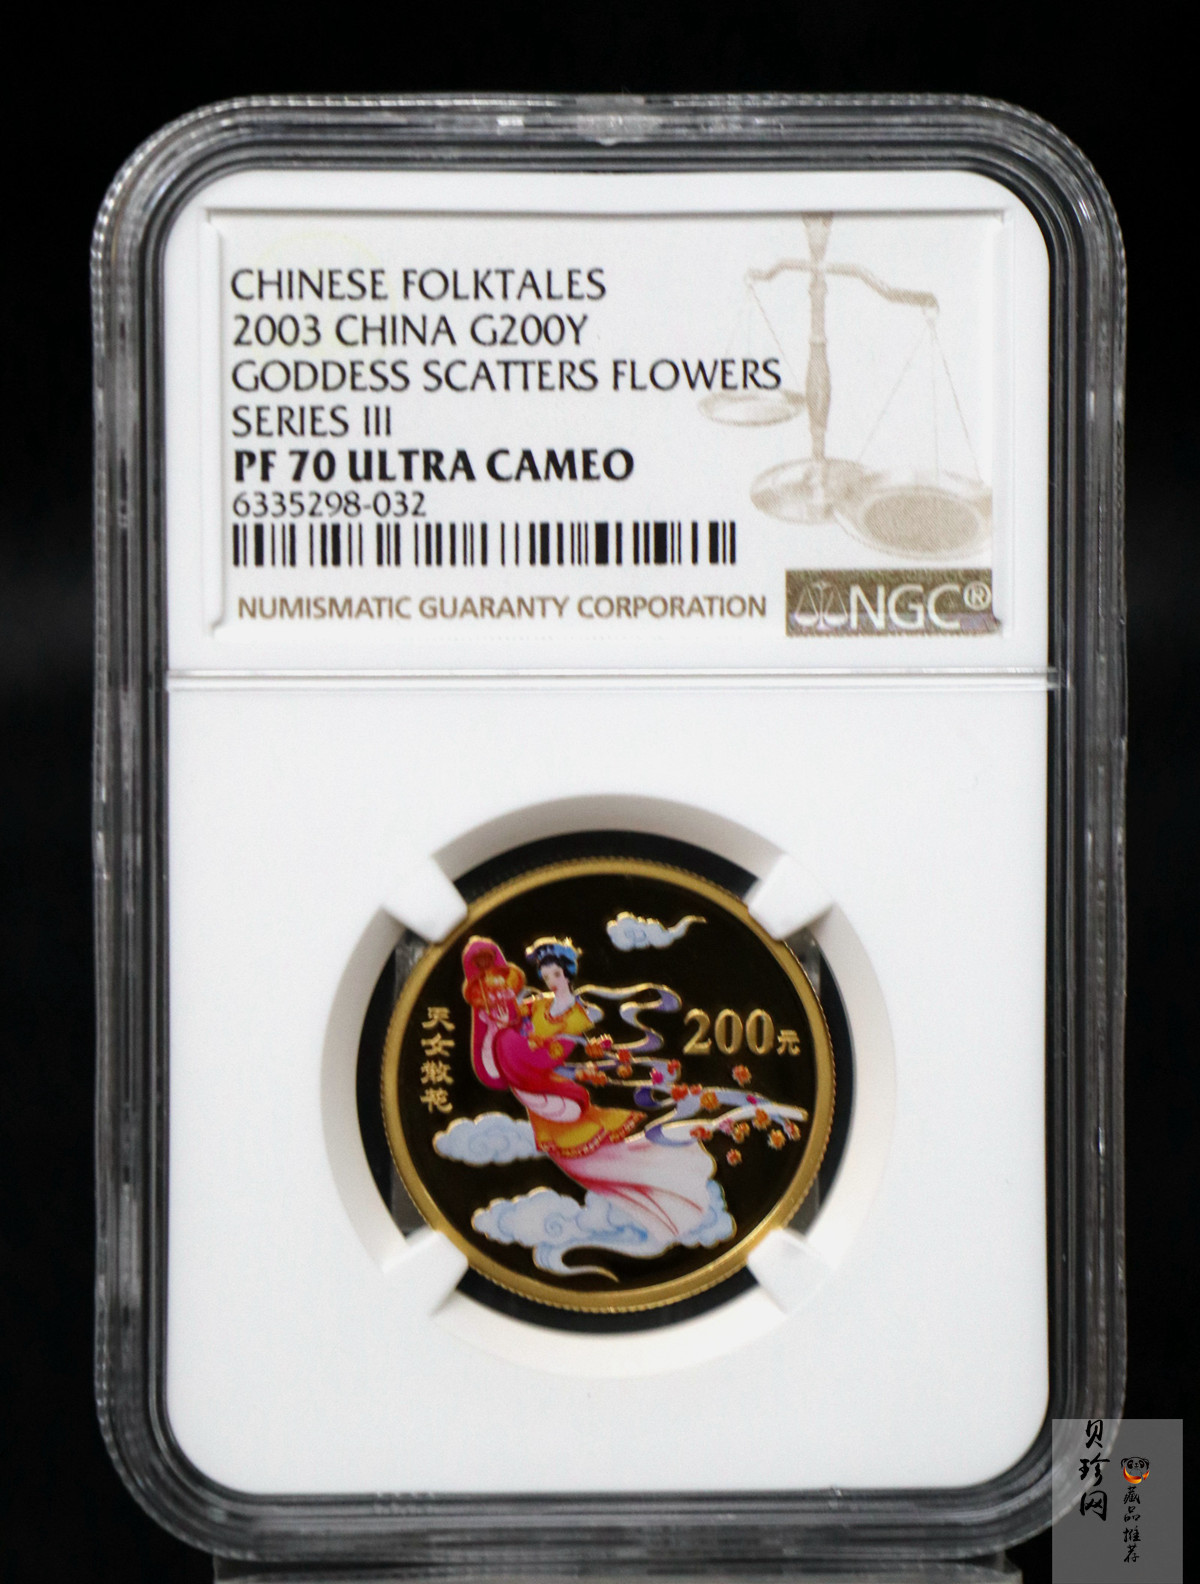 CHINESE FOLKTALES
2003 CHINA G200Y
GODDESS SCATTERS FLOWERS
SERIES III
PF 70 ULTRA CAMEO
6335298-032
NUMISMATIC GUARANTY CORPORATION
NGC®
天女散花
200元
贝珍网
藏品推荐